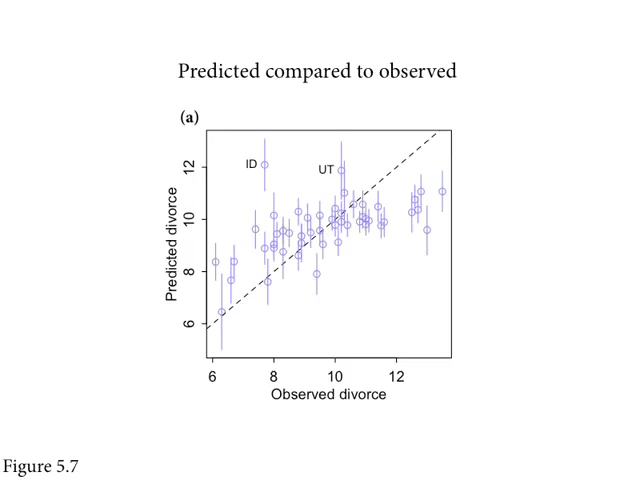 Predicted compared to observed
(a)
ID
UT
12
10
8
6
Predicted divorce
6 8 10 12
Observed divorce
Figure 5.7